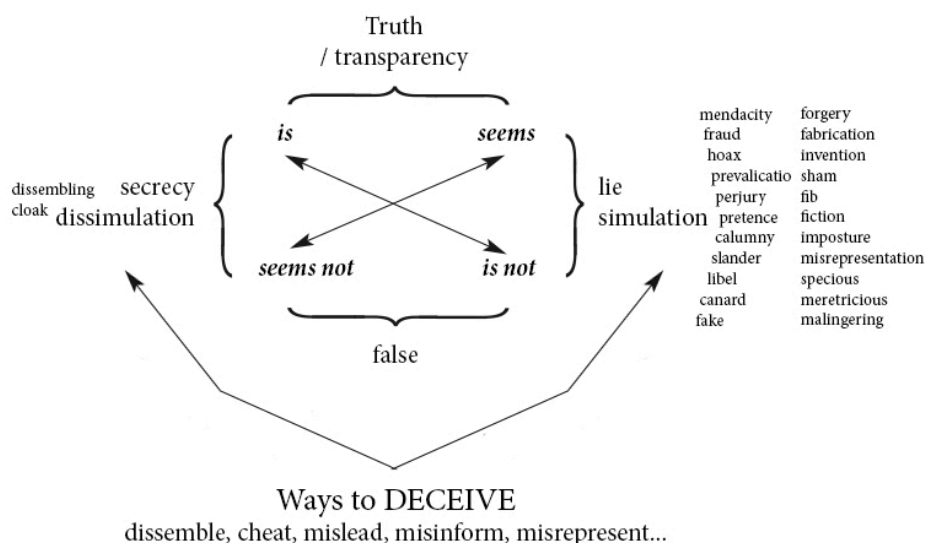 Truth
/ transparency
is
seems
dissembling
cloak
secrecy
dissimulation
lie
simulation
seems not
is not
false
mendacity
fraud
hoax
prevalicatio
perjury
pretence
calumny
slander
libel
canard
fake
forgery
fabrication
invention
sham
fib
fiction
imposture
misrepresentation
specious
meretricious
malingering
Ways to DECEIVE
dissemble, cheat, mislead, misinform, misrepresent...